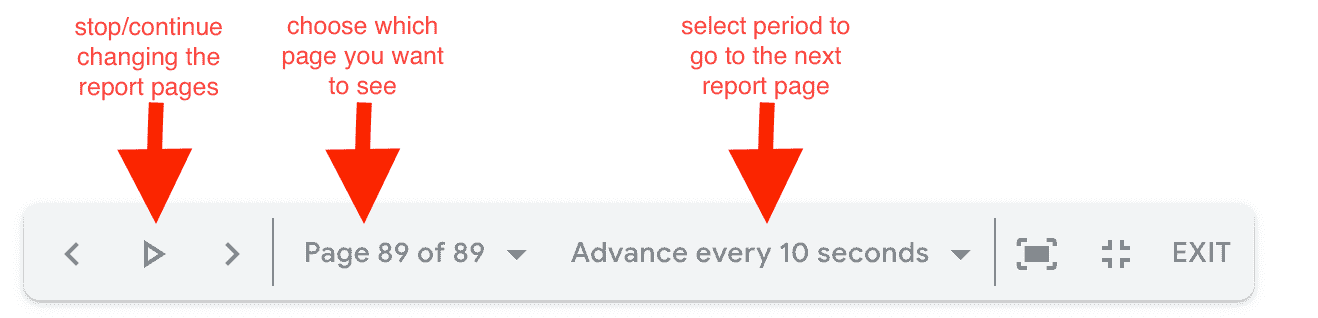 stop/continue
changing the
report pages
choose which
page you want
to see
select period to
go to the next
report page
Page 89 of 89
Advance every 10 seconds
EXIT